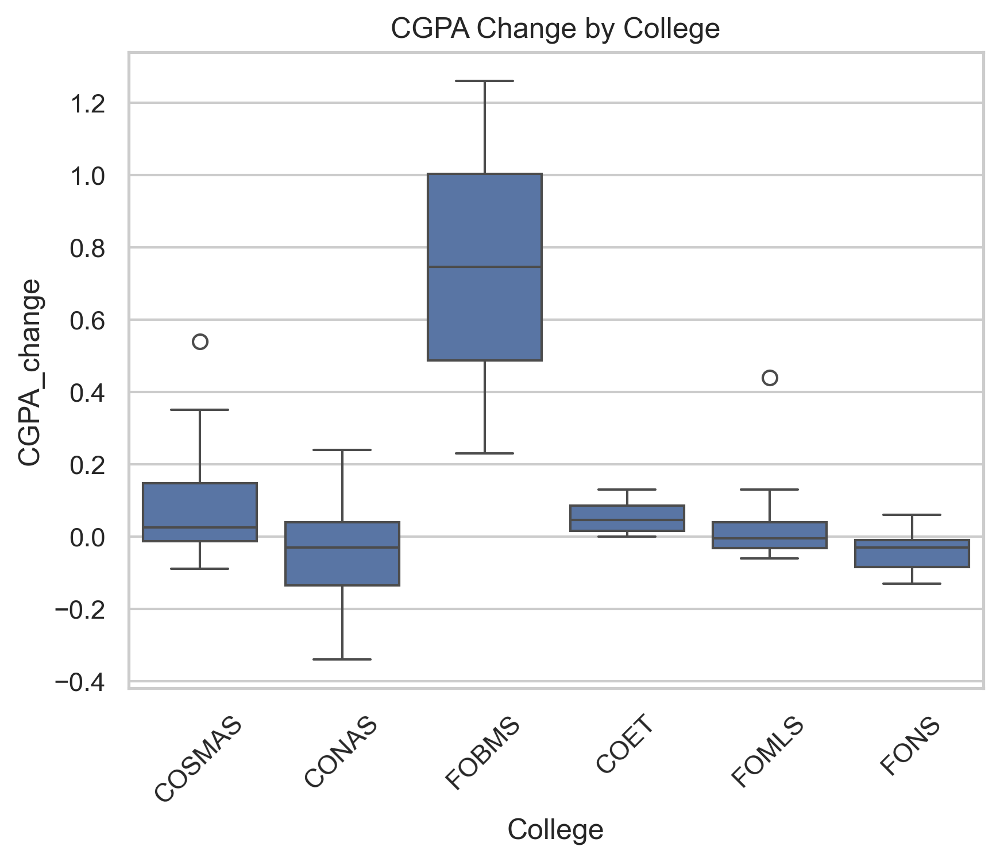 CGPA Change by College
CGPA_change
1.2
1.0
0.8
0.6
0.4
0.2
0.0
−0.2
−0.4
COSMAS
CONAS
FOBMS
COET
FOMLS
FONS
College